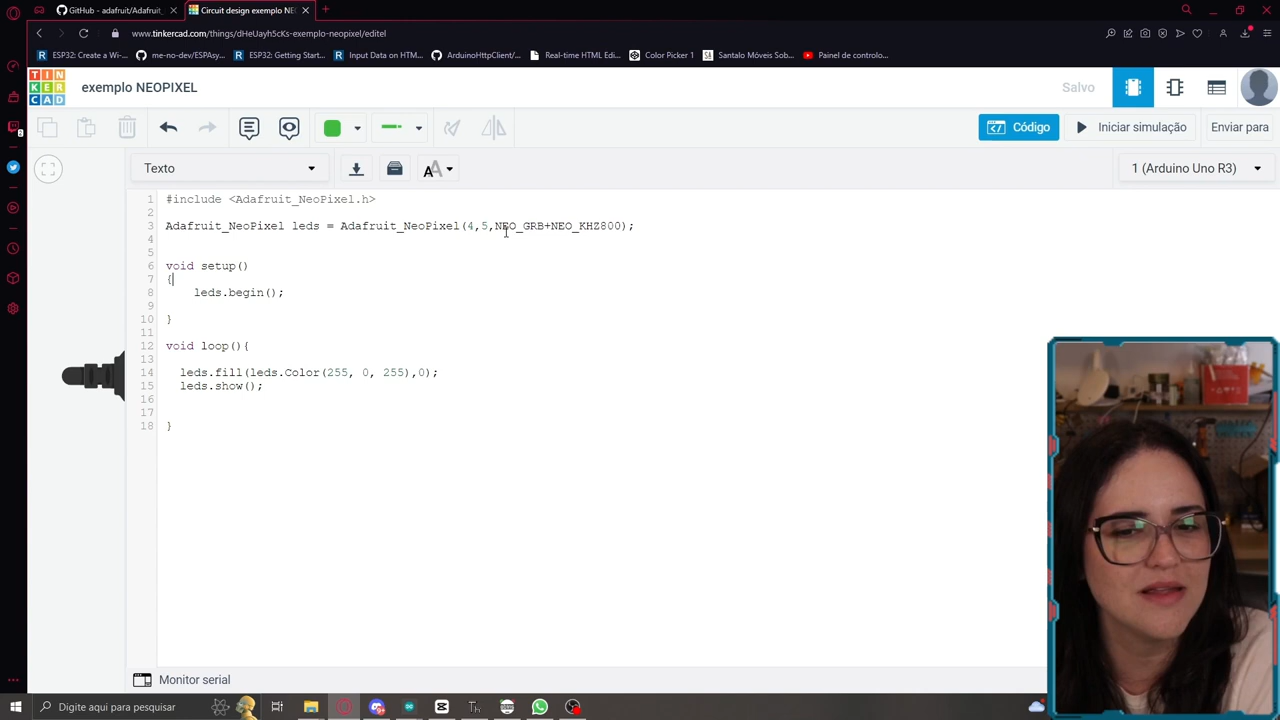 GitHub - adafruit/Adafruit_
Circuit design exemplo NEO
www.tinkercad.com/things/dHeUayh5cKs-exemplo-neopixel/editel
ESP32: Create a Wi-...
me-no-dev/ESPAsy...
ESP32: Getting Start...
Input Data on HTM...
ArduinoHttpClient/...
Real-time HTML Edi...
Color Picker 1
Santalo Móveis Sob...
Painel de controlo...
TIN
KER
CAD
exemplo NEOPIXEL
Salvo
Código
Iniciar simulação
Enviar para
Texto
AA
1 (Arduino Uno R3)
1 #include <Adafruit_NeoPixel.h>
2
3 Adafruit_NeoPixel leds = Adafruit_NeoPixel(4,5,NEO_GRB+NEO_KHZ800);
4
5
6 void setup()
7 {
8 leds.begin();
9
10 }
11
12 void loop(){
13
14 leds.fill(leds.Color(255, 0, 255),0);
15 leds.show();
16
17
18 }
Monitor serial
Digite aqui para pesquisar